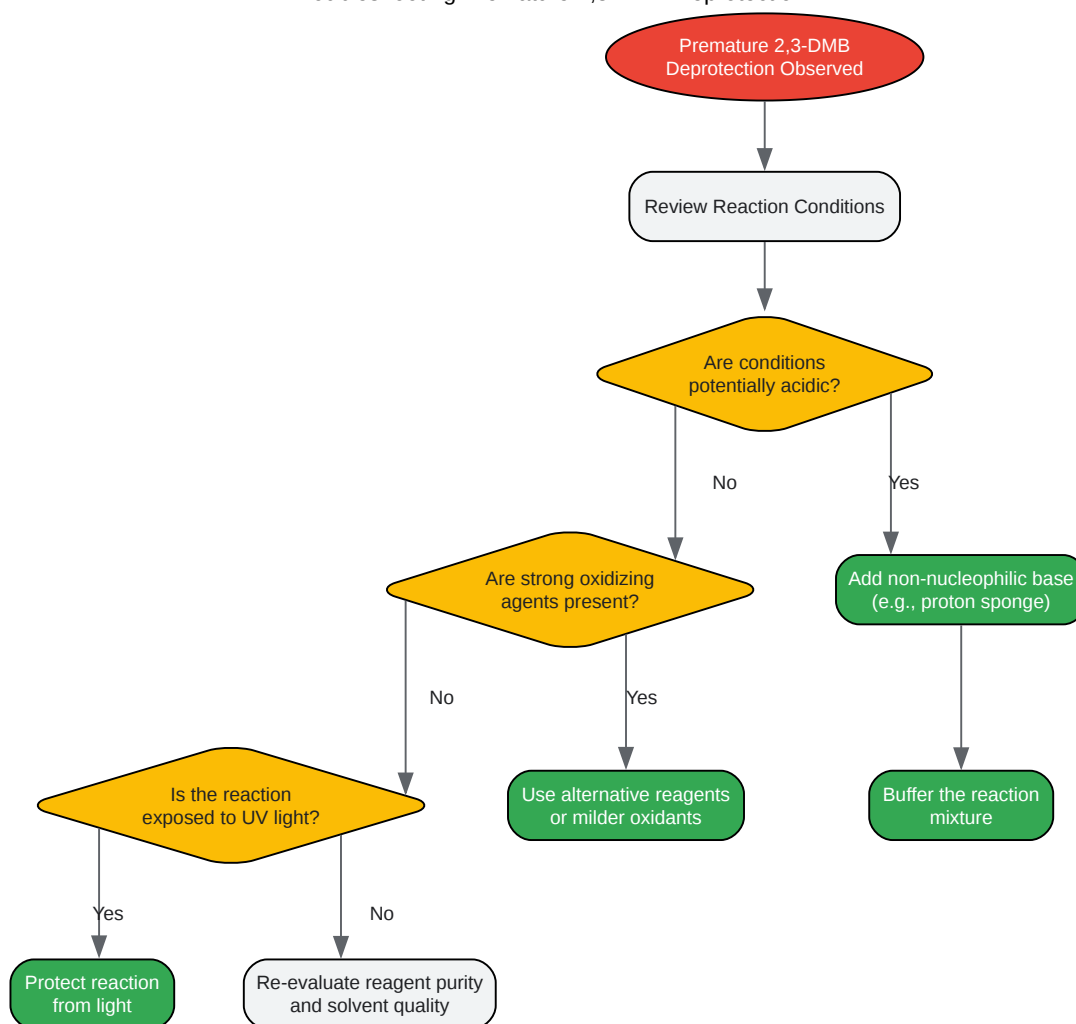 Premature 2,3-DMB
Deprotection Observed
Review Reaction Conditions
Are conditions
potentially acidic?
No
Yes
Are strong oxidizing
agents present?
Add non-nucleophilic base
(e.g., proton sponge)
No
Yes
Is the reaction
exposed to UV light?
Use alternative reagents
or milder oxidants
Buffer the reaction
mixture
Yes
No
Protect reaction
from light
Re-evaluate reagent purity
and solvent quality